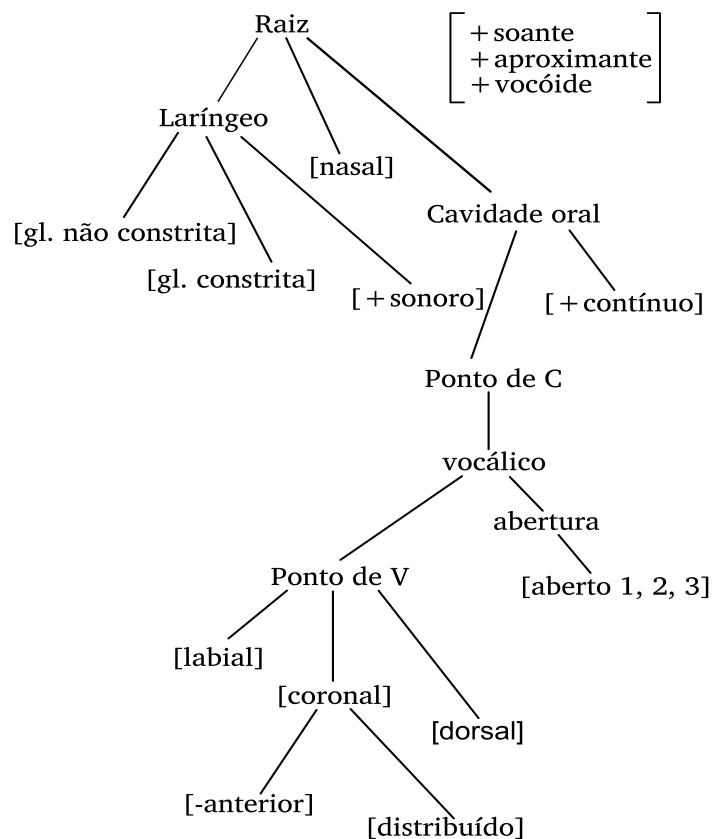 Raiz
+soante
+aproximante
+vocóide
Laríngeo
[nasal]
Cavidade oral
[gl. não constrita]
[gl. constrita]
[+sonoro]
[+contínuo]
Ponto de C
vocálico
abertura
Ponto de V
[aberto 1, 2, 3]
[labial]
[coronal]
[dorsal]
[-anterior]
[distribuído]